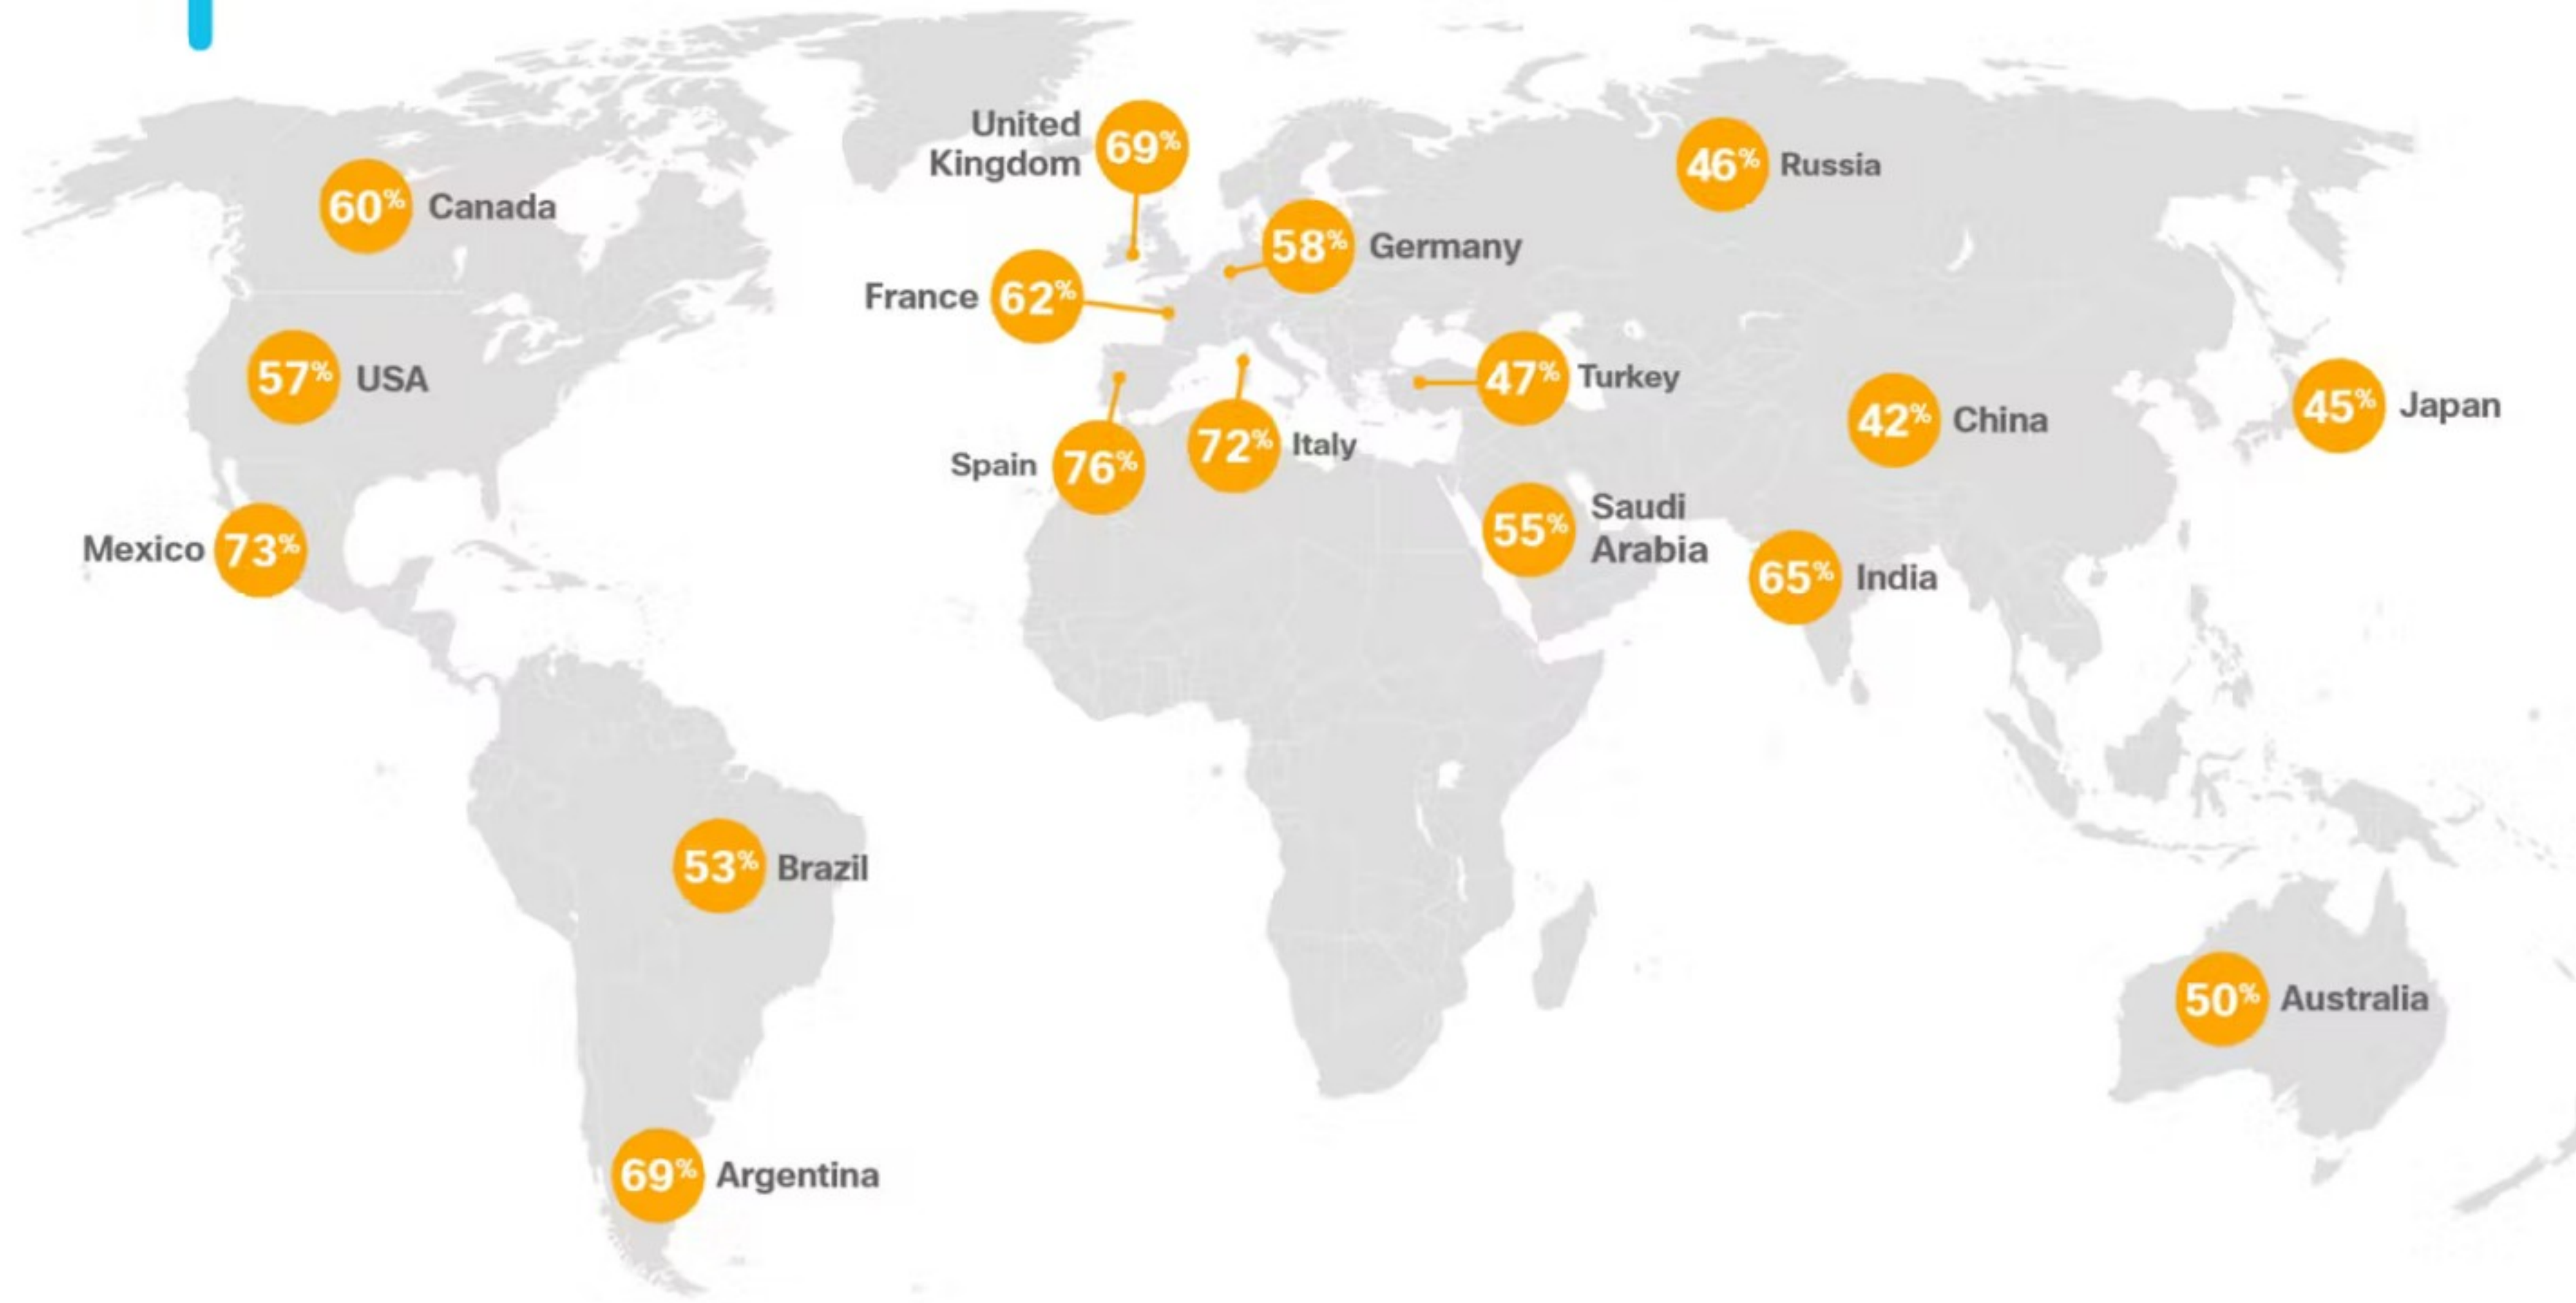 United
Kingdom
69%
46% Russia
60% Canada
58% Germany
France 62%
57% USA
47% Turkey
42% China
45% Japan
Spain 76%
72% Italy
Mexico 73%
55%
Saudi
Arabia
65% India
53% Brazil
50% Australia
69% Argentina